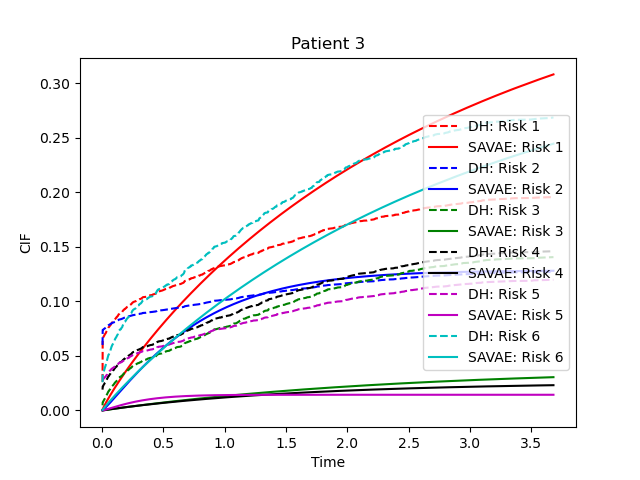 Patient 3
CIF
0.30
0.25
0.20
0.15
0.10
0.05
0.00
DH: Risk 1
SAVAE: Risk 1
DH: Risk 2
SAVAE: Risk 2
DH: Risk 3
SAVAE: Risk 3
DH: Risk 4
SAVAE: Risk 4
DH: Risk 5
SAVAE: Risk 5
DH: Risk 6
SAVAE: Risk 6
0.0 0.5 1.0 1.5 2.0 2.5 3.0 3.5
Time